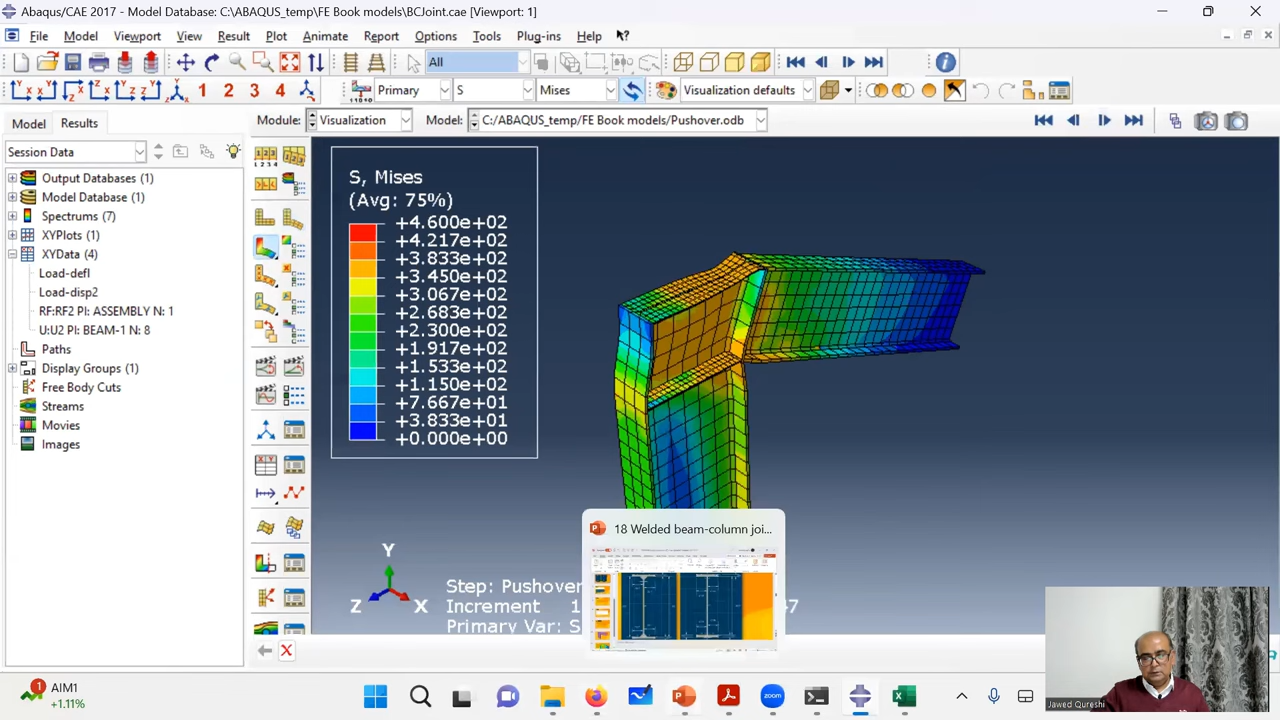 Abaqus/CAE 2017 - Model Database: C:\ABAQUS_temp\FE Book models\BCJoint.cae [Viewport: 1]
File Model Viewport View Result Plot Animate Report Options Tools Plug-ins Help
All
1 2 3 4 Primary S Mises Visualization defaults
Model Results Module: Visualization Model: C:/ABAQUS_temp/FE Book models/Pushover.odb
Session Data
Output Databases (1)
Model Database (1)
Spectrums (7)
XYPlots (1)
XYData (4)
Load-defl
Load-disp2
RF:RF2 PI: ASSEMBLY N: 1
U:U2 PI: BEAM-1 N: 8
Paths
Display Groups (1)
Free Body Cuts
Streams
Movies
Images
S, Mises
(Avg: 75%)
+4.600e+02
+4.217e+02
+3.833e+02
+3.450e+02
+3.067e+02
+2.683e+02
+2.300e+02
+1.917e+02
+1.533e+02
+1.150e+02
+7.667e+01
+3.833e+01
+0.000e+00
Y
Z X
Step: Pushover
Increment 1
Primary Var: S
47
18 Welded beam-column joi...
Jawed Qureshi
1 AIM1
+1.11%
zoom